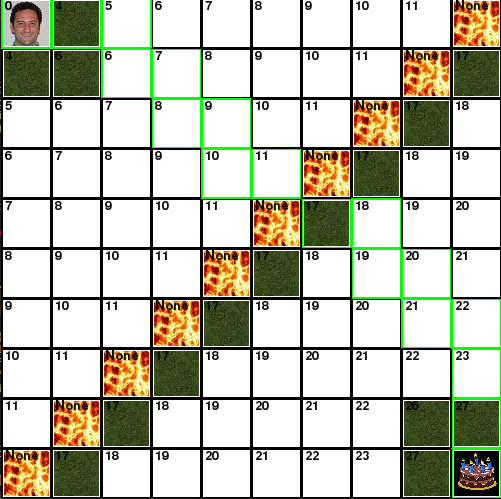 0 4 5 6 7 8 9 10 11 None
4 6 6 7 8 9 10 11 None 17
5 6 7 8 9 10 11 None 17 18
6 7 8 9 10 11 None 17 18 19
7 8 9 10 11 None 17 18 19 20
8 9 10 11 None 17 18 19 20 21
9 10 11 None 17 18 19 20 21 22
10 11 None 17 18 19 20 21 22 23
11 None 17 18 19 20 21 22 26 27
None 17 18 19 20 21 22 23 27